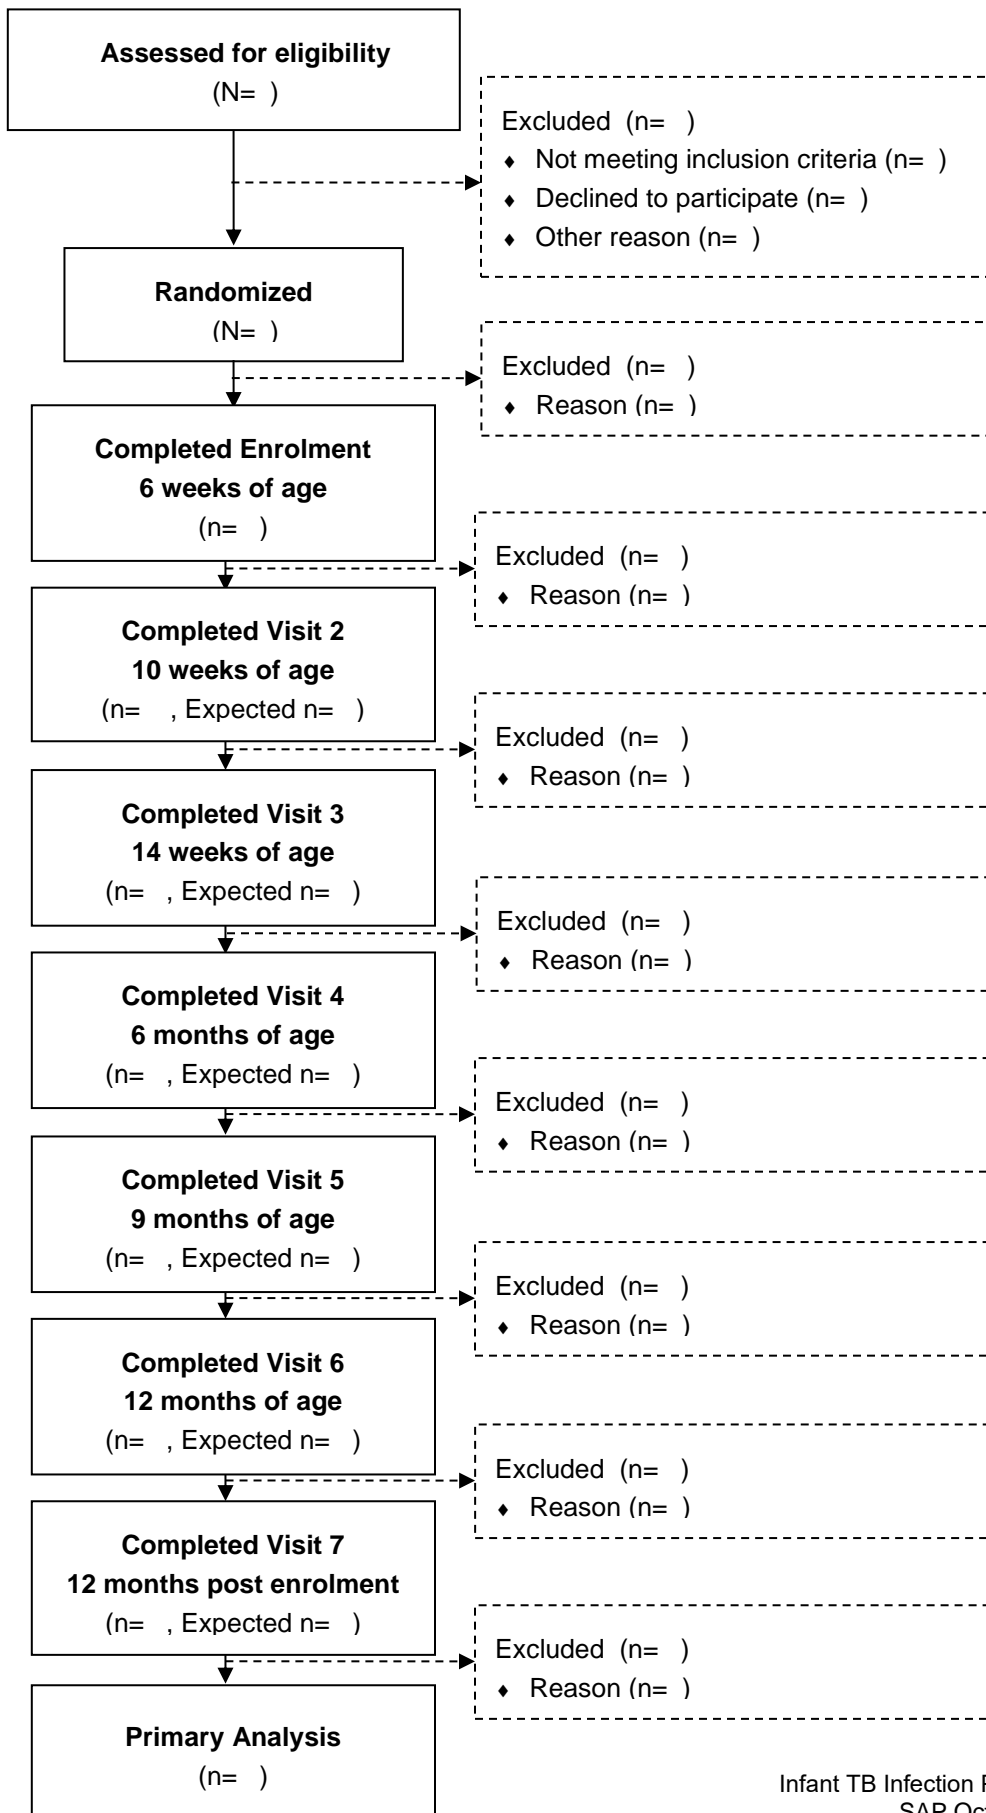 Assessed for eligibility
(N=  )
Excluded  (n=   )
♦ Not meeting inclusion criteria (n=  )
♦ Declined to participate (n=  )
♦ Other reason (n=  )
Randomized
(N=  )
Excluded  (n=   )
♦ Reason (n=  )
Completed Enrolment
6 weeks of age
(n=   )
Excluded  (n=   )
♦ Reason (n=  )
Completed Visit 2
10 weeks of age
(n=    , Expected n=   )
Excluded  (n=   )
♦ Reason (n=  )
Completed Visit 3
14 weeks of age
(n=   , Expected n=   )
Excluded  (n=   )
♦ Reason (n=  )
Completed Visit 4
6 months of age
(n=   , Expected n=   )
Excluded  (n=   )
♦ Reason (n=  )
Completed Visit 5
9 months of age
(n=   , Expected n=   )
Excluded  (n=   )
♦ Reason (n=  )
Completed Visit 6
12 months of age
(n=   , Expected n=   )
Excluded  (n=   )
♦ Reason (n=  )
Completed Visit 7
12 months post enrolment
(n=   , Expected n=   )
Excluded  (n=   )
♦ Reason (n=  )
Primary Analysis
(n=   )
Infant TB Infection
SAP